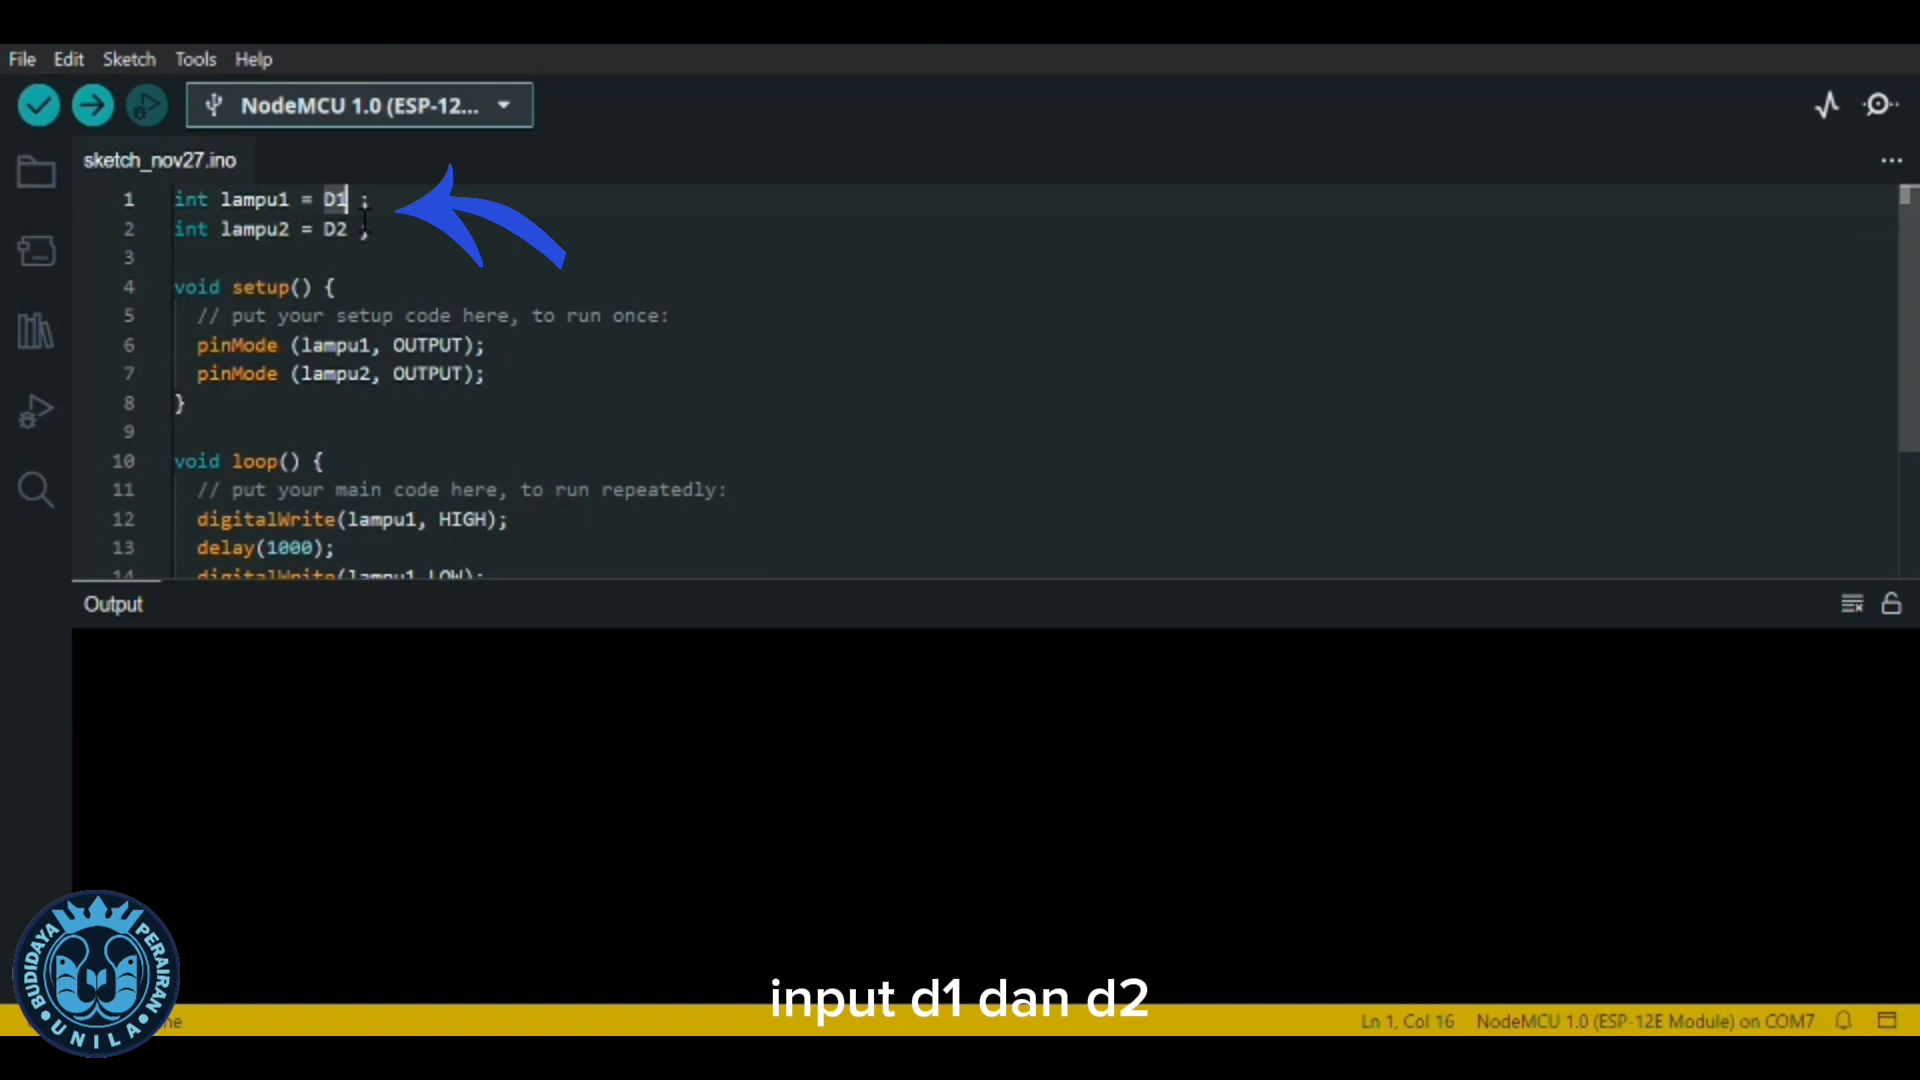 File Edit Sketch Tools Help
NodeMCU 1.0 (ESP-12...
sketch_nov27.ino
1 int lampu1 = D1 ;
2 int lampu2 = D2 ;
3
4 void setup() {
5 // put your setup code here, to run once:
6 pinMode (lampu1, OUTPUT);
7 pinMode (lampu2, OUTPUT);
8 }
9
10 void loop() {
11 // put your main code here, to run repeatedly:
12 digitalWrite(lampu1, HIGH);
13 delay(1000);
14 digitalWrite(lampu1,LOW);
Output
BUDIDAYA PERAIRAN
UNILA
input d1 dan d2
Ln 1, Col 16 NodeMCU 1.0 (ESP-12E Module) on COM7